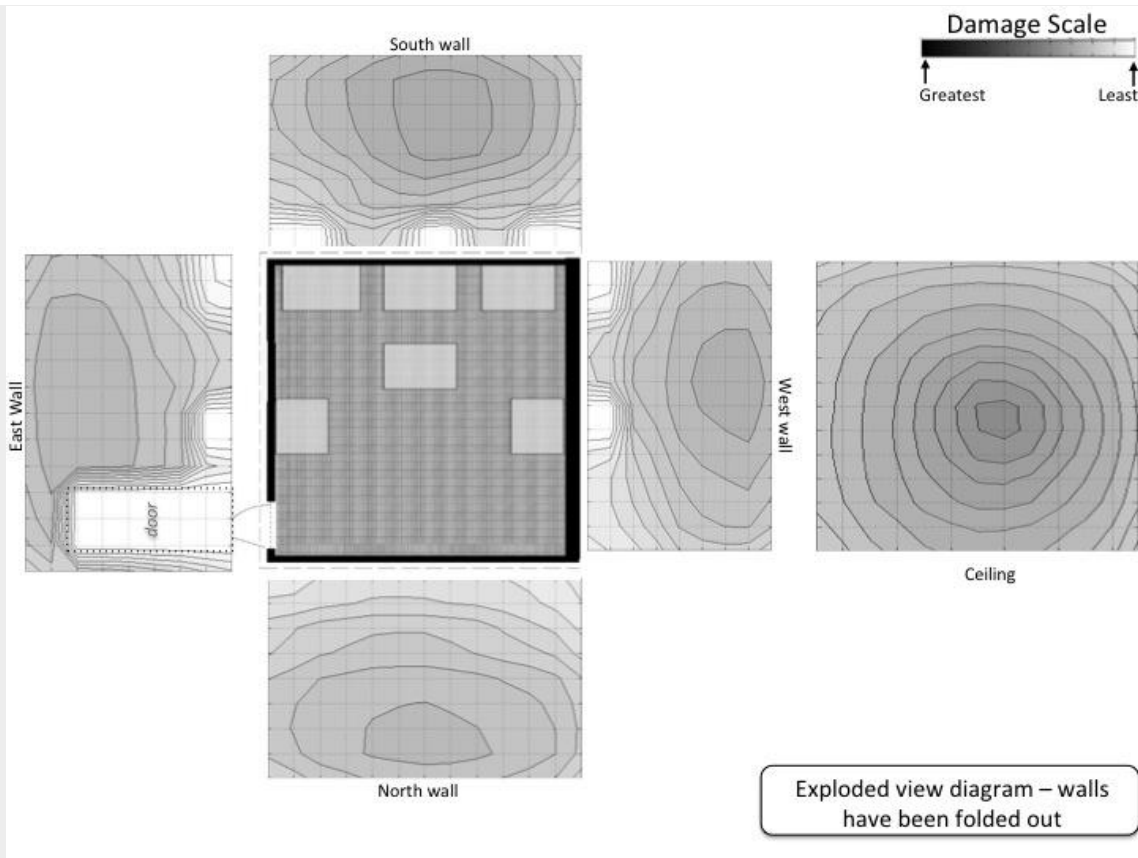 Damage Scale
Greatest
Least
South wall
East Wall
door
West wall
Ceiling
North wall
Exploded view diagram – walls
have been folded out